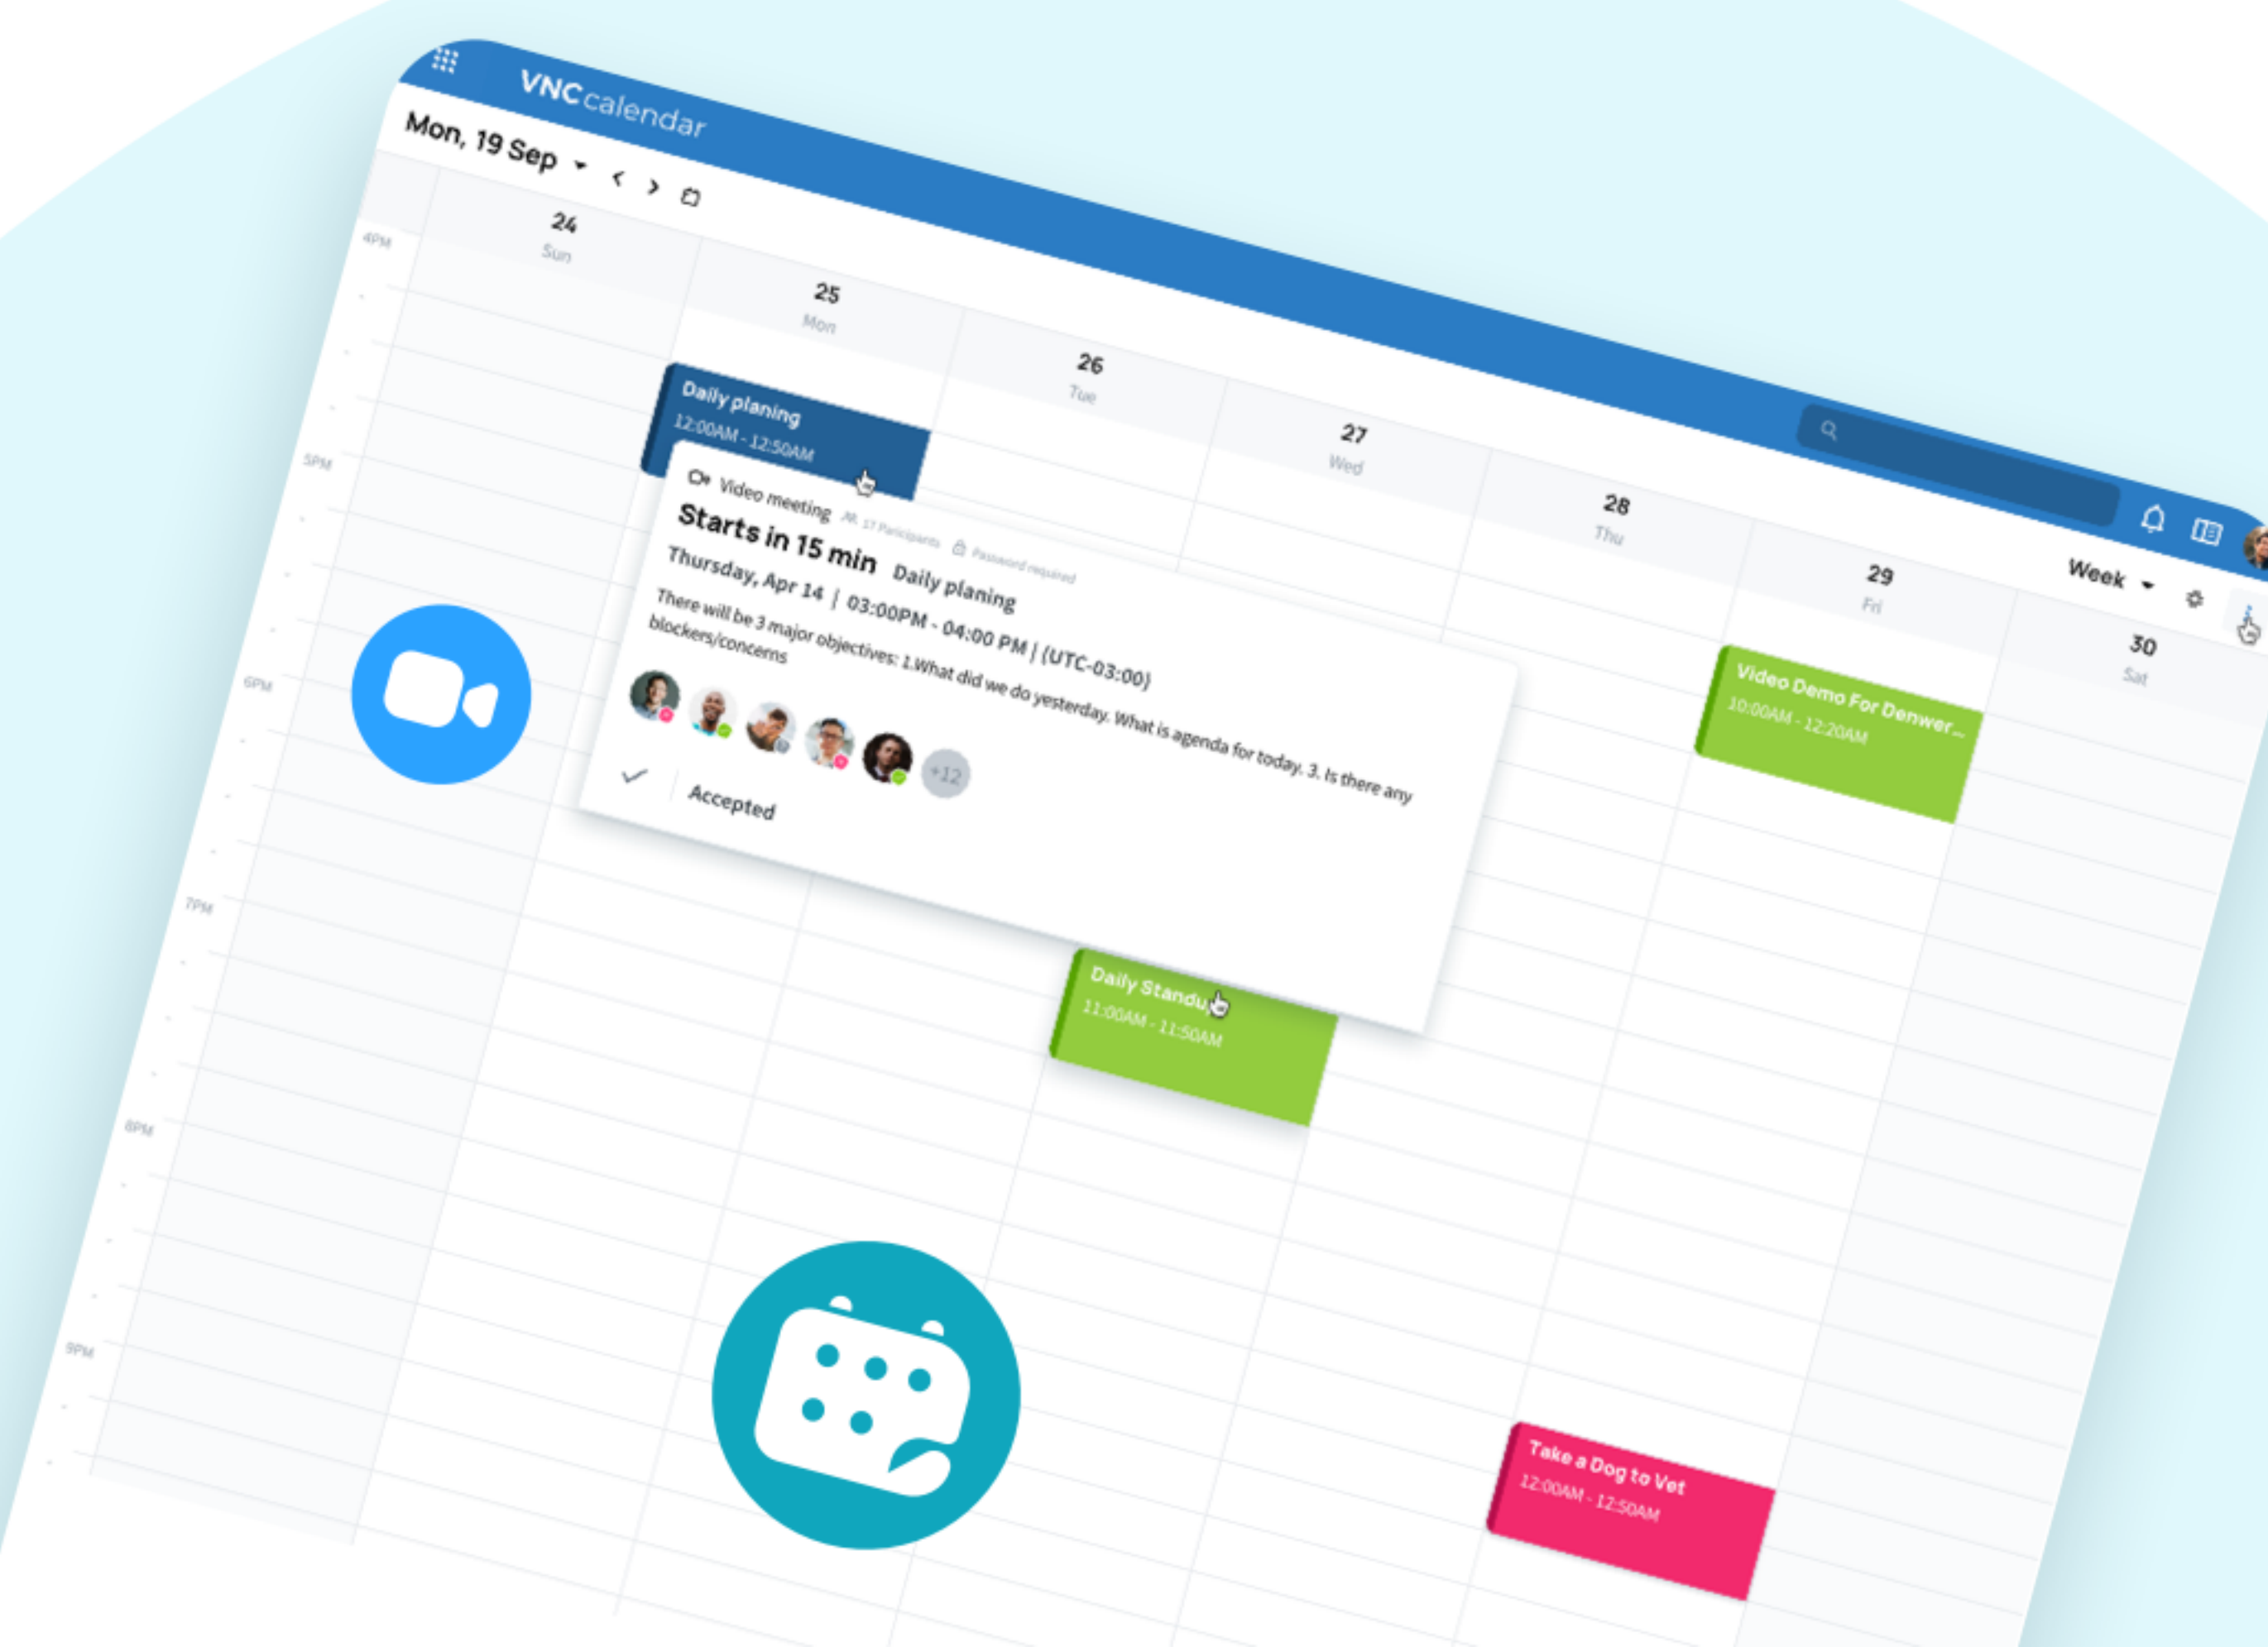 VNCcalendar
Mon, 19 Sep
Week
24
Sun
25
Mon
26
Tue
27
Wed
28
Thu
29
Fri
30
Sat
4PM
5PM
6PM
7PM
8PM
9PM
Daily planing
12:00AM - 12:50AM
Video meeting 17 Participants Password required
Starts in 15 min Daily planing
Thursday, Apr 14 | 03:00PM - 04:00 PM | (UTC-03:00)
There will be 3 major objectives: 1.What did we do yesterday. What is agenda for today. 3. Is there any
blockers/concerns
+12
Accepted
Video Demo For Denwer...
10:00AM - 12:20AM
Daily Standu
11:00AM - 11:50AM
Take a Dog to Vet
12:00AM - 12:50AM